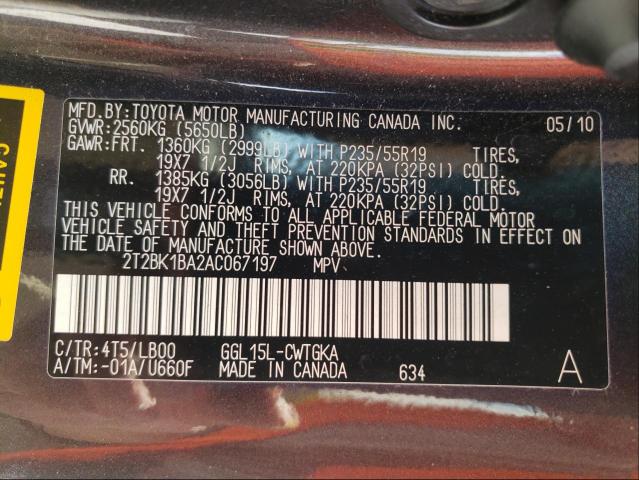 MFD.BY:TOYOTA MOTOR MANUFACTURING CANADA INC. 05/10
GVWR:2560KG (5650LB)
GAWR:FRT. 1360KG (2999LB) WITH P235/55R19 TIRES,
19X7 1/2J RIMS, AT 220KPA (32PSI) COLD.
RR. 1385KG (3056LB) WITH P235/55R19 TIRES,
19X7 1/2J RIMS, AT 220KPA (32PSI) COLD.
THIS VEHICLE CONFORMS TO ALL APPLICABLE FEDERAL MOTOR
VEHICLE SAFETY AND THEFT PREVENTION STANDARDS IN EFFECT
ON THE DATE OF MANUFACTURE SHOWN ABOVE.
2T2BK1BA2AC067197 MPV
C/TR:4T5/LB00 GGL15L-CWTGKA
A/TM:-01A/U660F MADE IN CANADA 634 A